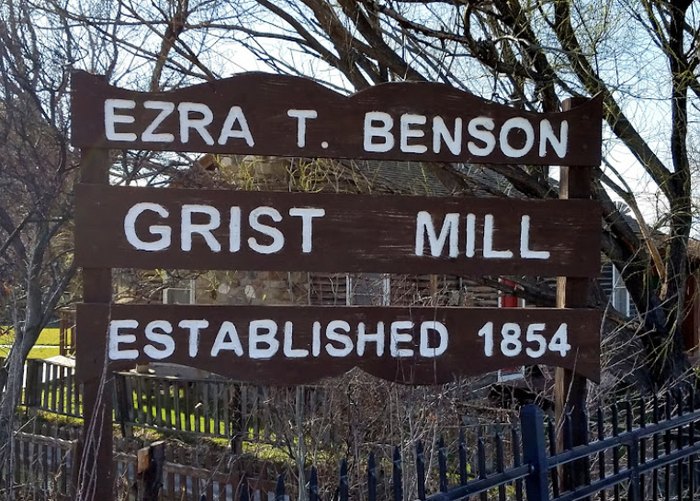 EZRA T. BENSON
GRIST MILL
ESTABLISHED 1854